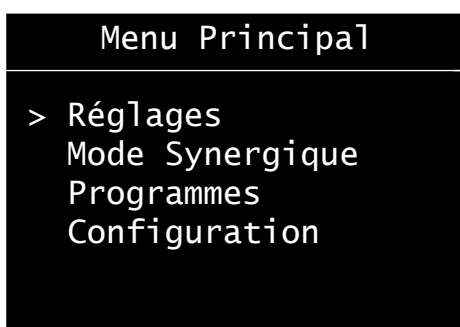 Menu Principal
> Réglages
Mode Synergique
Programmes
Configuration